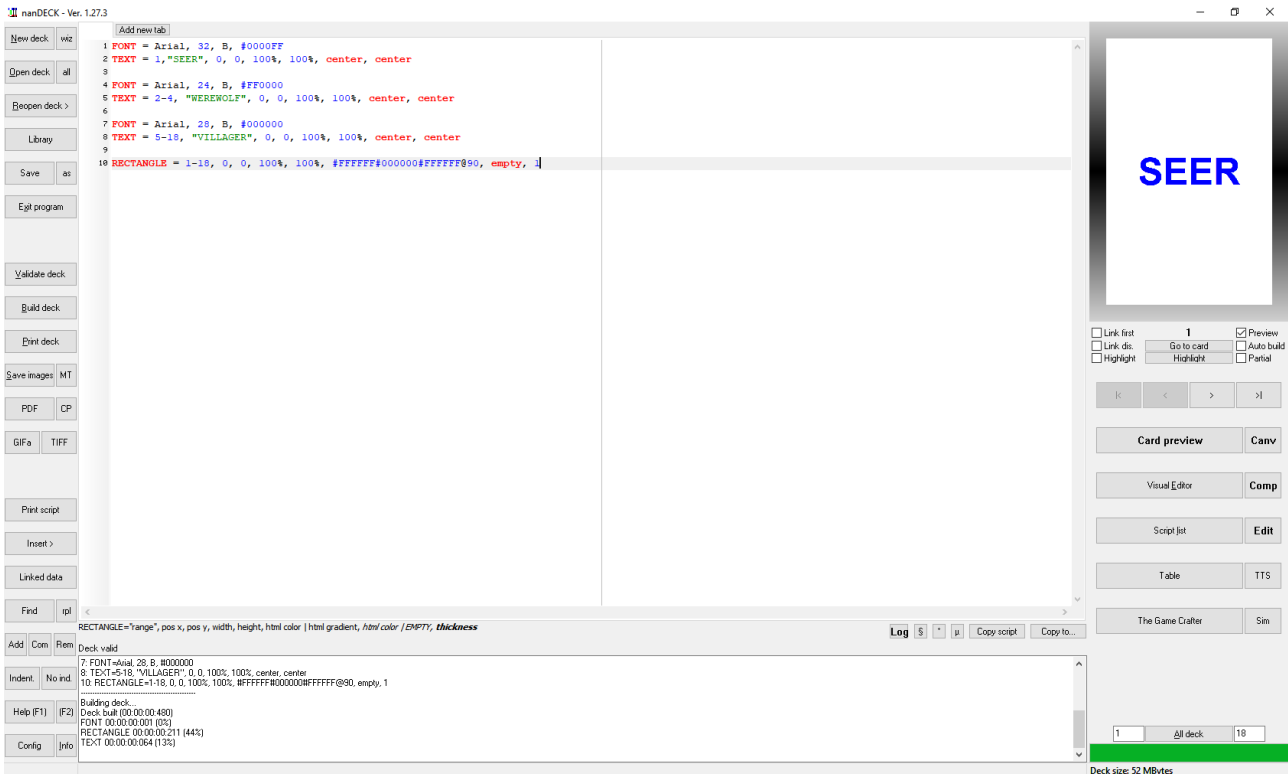 nanDECK - Ver. 1.27.3
New deck wiz
Open deck all
Reopen deck >
Library
Save as
Exit program
Validate deck
Build deck
Print deck
Save images MT
PDF CP
GIFa TIFF
Print script
Insert >
Linked data
Find rpl
Add Com Rem
Indent. No ind.
Help (F1) (F2)
Config Info
Add new tab
1 FONT = Arial, 32, B, #0000FF
2 TEXT = 1,"SEER", 0, 0, 100%, 100%, center, center
3
4 FONT = Arial, 24, B, #FF0000
5 TEXT = 2-4, "WEREWOLF", 0, 0, 100%, 100%, center, center
6
7 FONT = Arial, 28, B, #000000
8 TEXT = 5-18, "VILLAGER", 0, 0, 100%, 100%, center, center
9
10 RECTANGLE = 1-18, 0, 0, 100%, 100%, #FFFFFF#000000#FFFFFF@90, empty, 1
RECTANGLE="range", pos x, pos y, width, height, html color | html gradient, html color | EMPTY, thickness
Log § " µ Copy script Copy to...
Deck valid
7: FONT=Arial, 28, B, #000000
8: TEXT=5-18, "VILLAGER", 0, 0, 100%, 100%, center, center
10: RECTANGLE=1-18, 0, 0, 100%, 100%, #FFFFFF#000000#FFFFFF@90, empty, 1
--------------------------------------------------
Building deck...
Deck built (00:00:00:480)
FONT 00:00:00:001 (0%)
RECTANGLE 00:00:00:211 (44%)
TEXT 00:00:00:064 (13%)
SEER
Link first 1 Preview
Link dis. Go to card Auto build
Highlight Highlight Partial
|< < > >|
Card preview Canv
Visual Editor Comp
Script list Edit
Table TTS
The Game Crafter Sim
1 All deck 18
Deck size: 52 MBytes